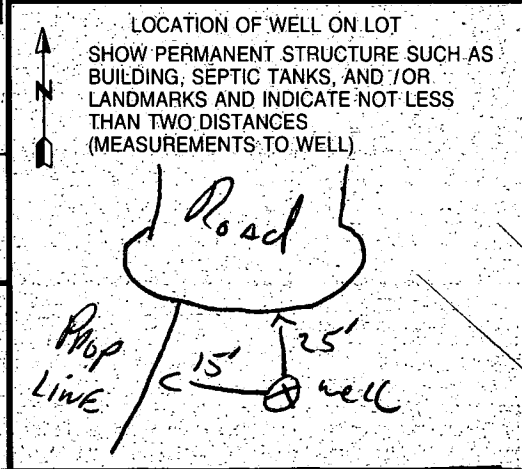 LOCATION OF WELL ON LOT
SHOW PERMANENT STRUCTURE SUCH AS
BUILDING, SEPTIC TANKS, AND /OR
LANDMARKS AND INDICATE NOT LESS
THAN TWO DISTANCES
(MEASUREMENTS TO WELL)
N
Road
Prop
LINE
15'
25'
well